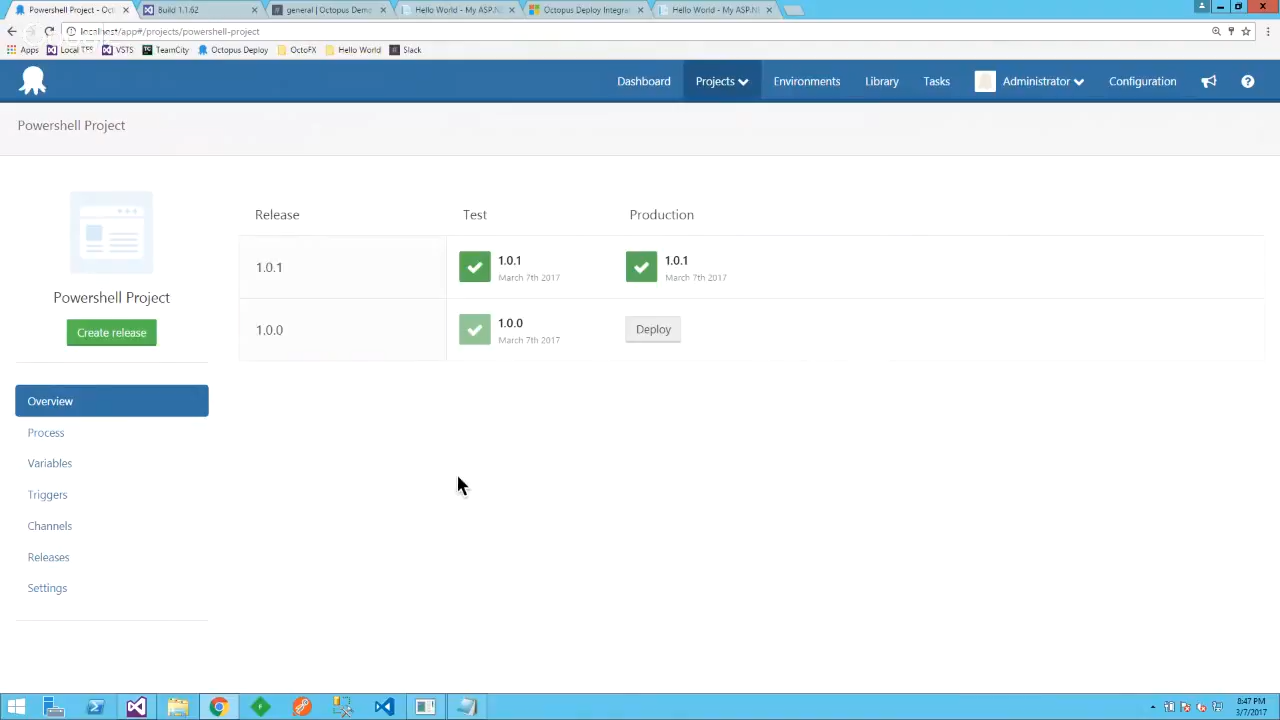 Powershell Project - Oct
Build 1.1.62
general | Octopus Demo
Hello World - My ASP.NE
Octopus Deploy Integrat
Hello World - My ASP.NE
localhost/app#/projects/powershell-project
Apps
Local TFS
VSTS
TeamCity
Octopus Deploy
OctoFX
Hello World
Slack
Dashboard
Projects
Environments
Library
Tasks
Administrator
Configuration
Powershell Project
Release
Test
Production
1.0.1
1.0.1
March 7th 2017
1.0.1
March 7th 2017
1.0.0
1.0.0
March 7th 2017
Deploy
Powershell Project
Create release
Overview
Process
Variables
Triggers
Channels
Releases
Settings
8:47 PM
3/7/2017